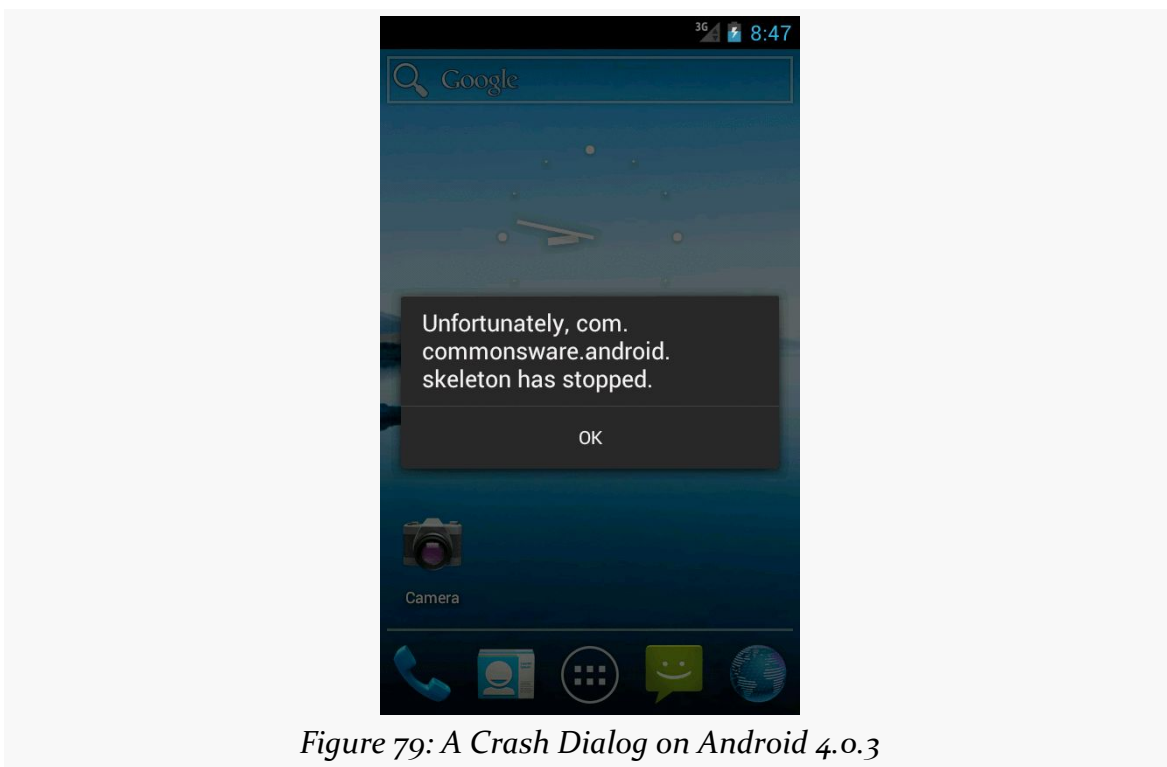 3G
8:47
Google
Unfortunately, com.
commonsware.android.
skeleton has stopped.
OK
Camera
Figure 79: A Crash Dialog on Android 4.0.3